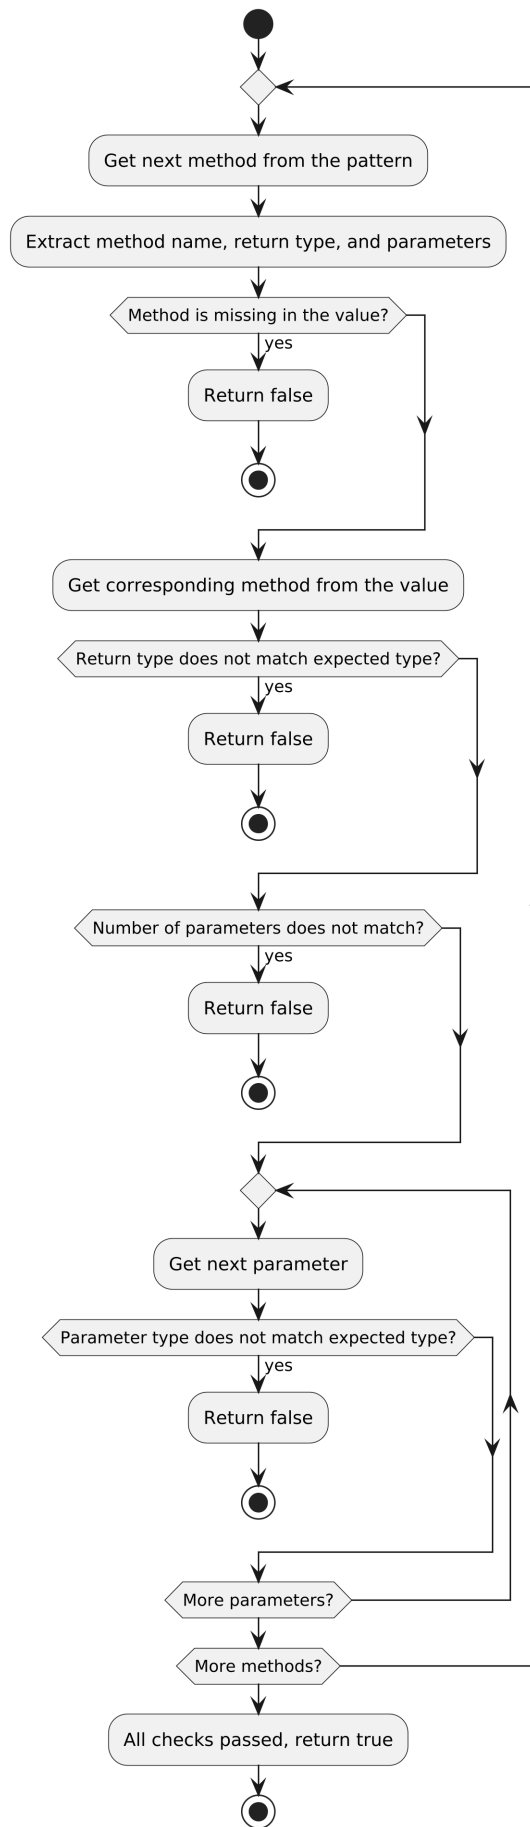 Get next method from the pattern
Extract method name, return type, and parameters
Method is missing in the value?
yes
Return false
Get corresponding method from the value
Return type does not match expected type?
yes
Return false
Number of parameters does not match?
yes
Return false
Get next parameter
Parameter type does not match expected type?
yes
Return false
More parameters?
More methods?
All checks passed, return true